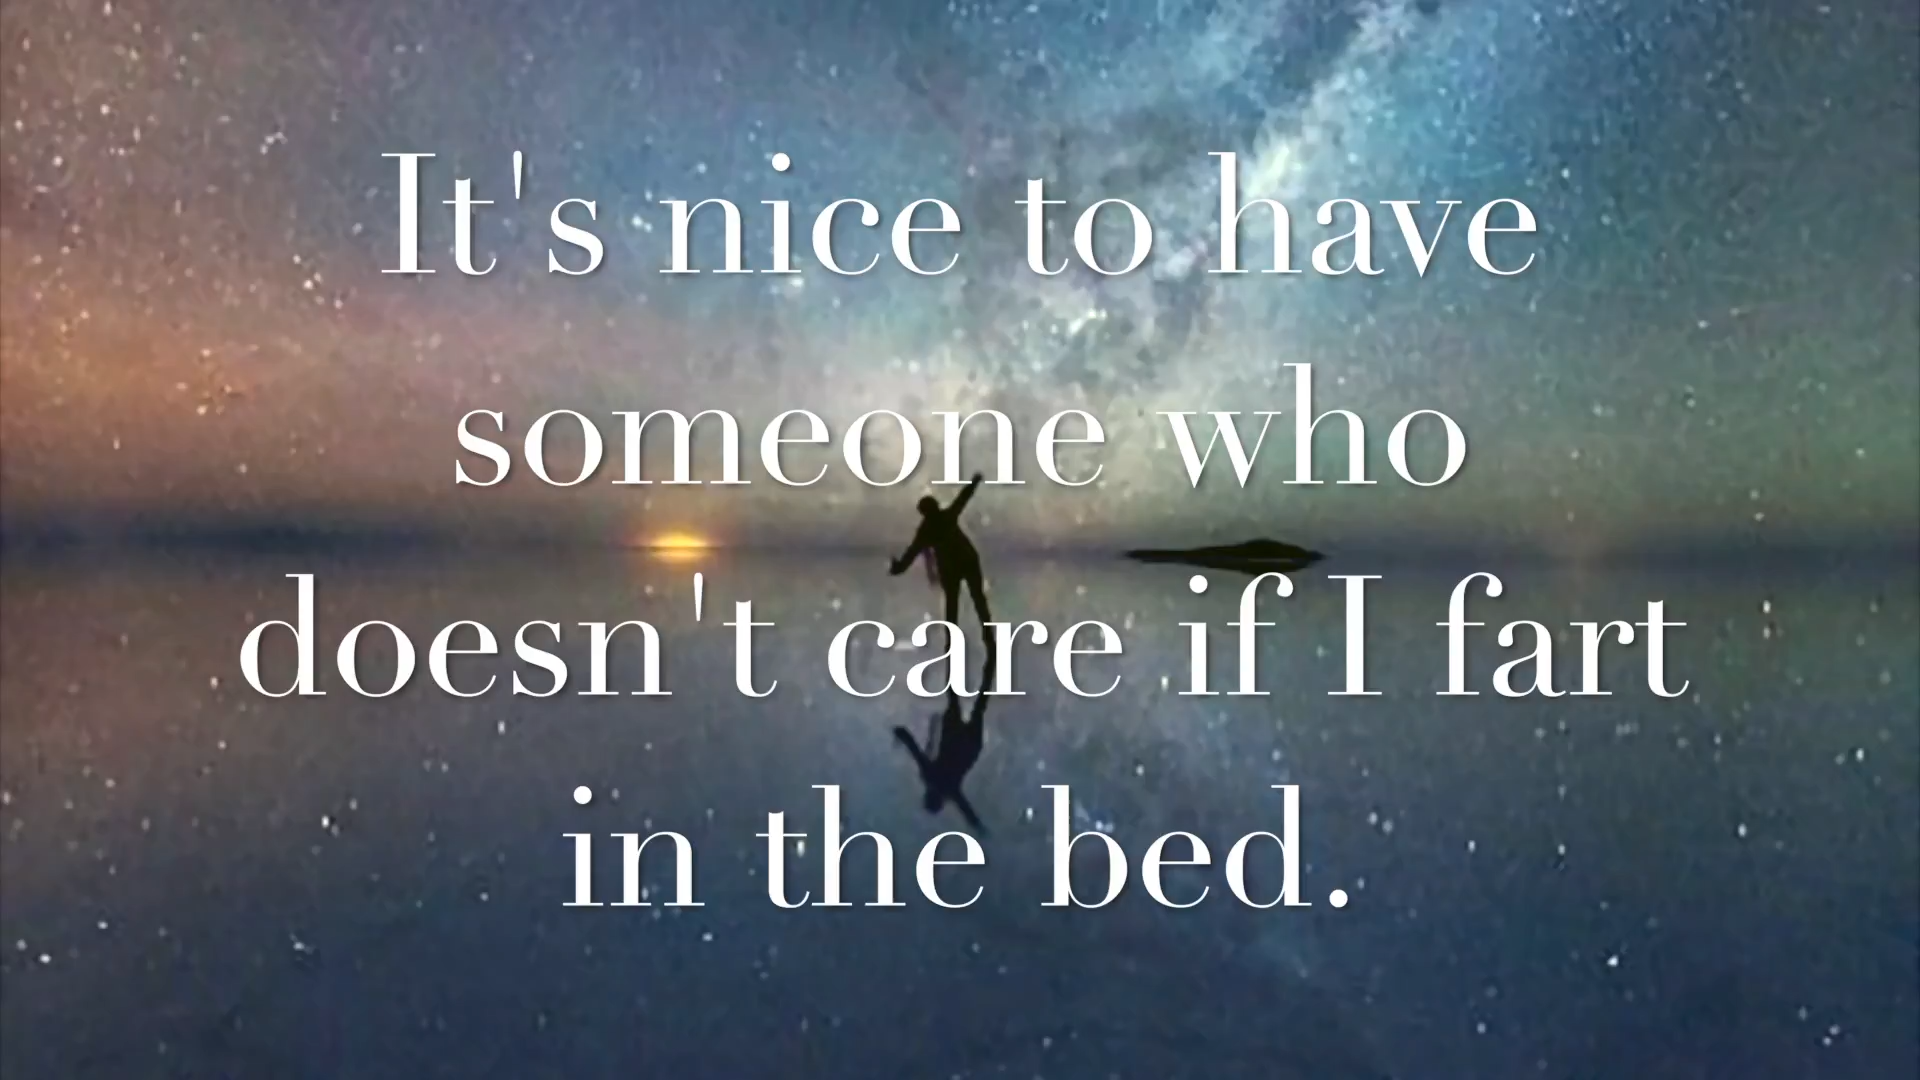 It's nice to have
someone who
doesn't care if I fart
in the bed.